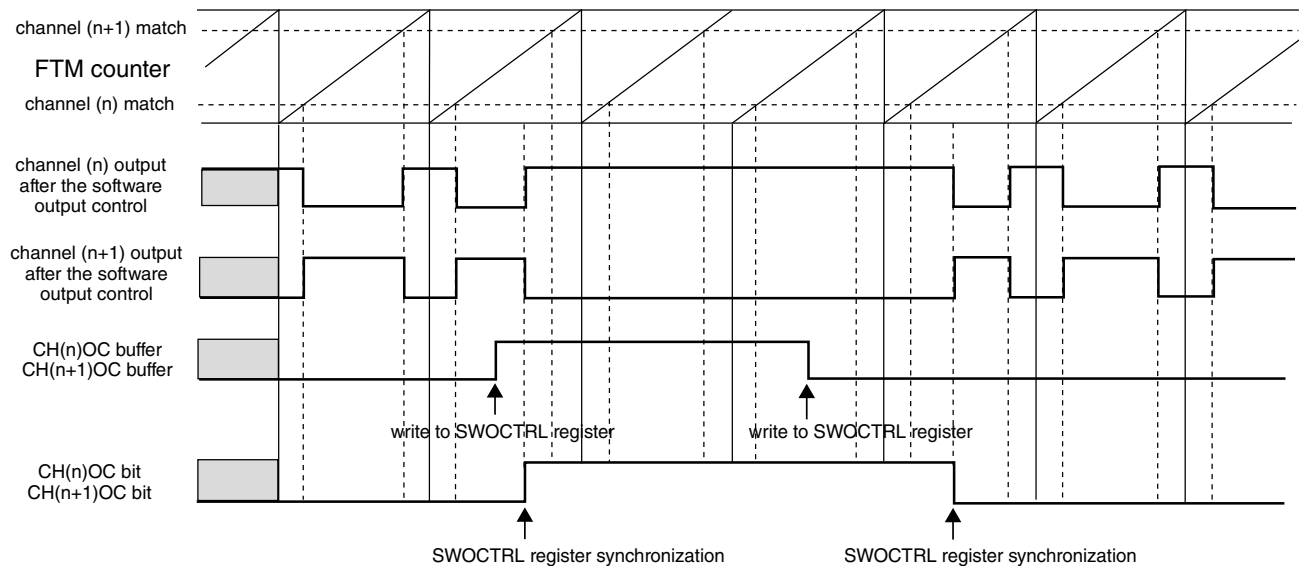 channel (n+1) match
FTM counter
channel (n) match
channel (n) output
after the software
output control
channel (n+1) output
after the software
output control
CH(n)OC buffer
CH(n+1)OC buffer
write to SWOCTRL register
write to SWOCTRL register
CH(n)OC bit
CH(n+1)OC bit
SWOCTRL register synchronization
SWOCTRL register synchronization